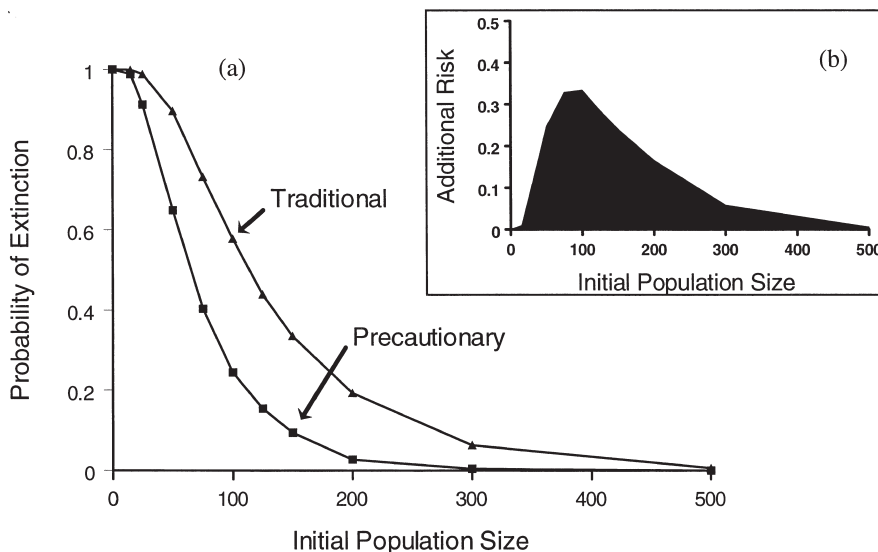 (a)
1
0.8
0.6
0.4
0.2
0
Probability of Extinction
Traditional
Precautionary
0 100 200 300 400 500
Initial Population Size
(b)
0.5
0.4
0.3
0.2
0.1
0
Additional Risk
0 100 200 300 400 500
Initial Population Size